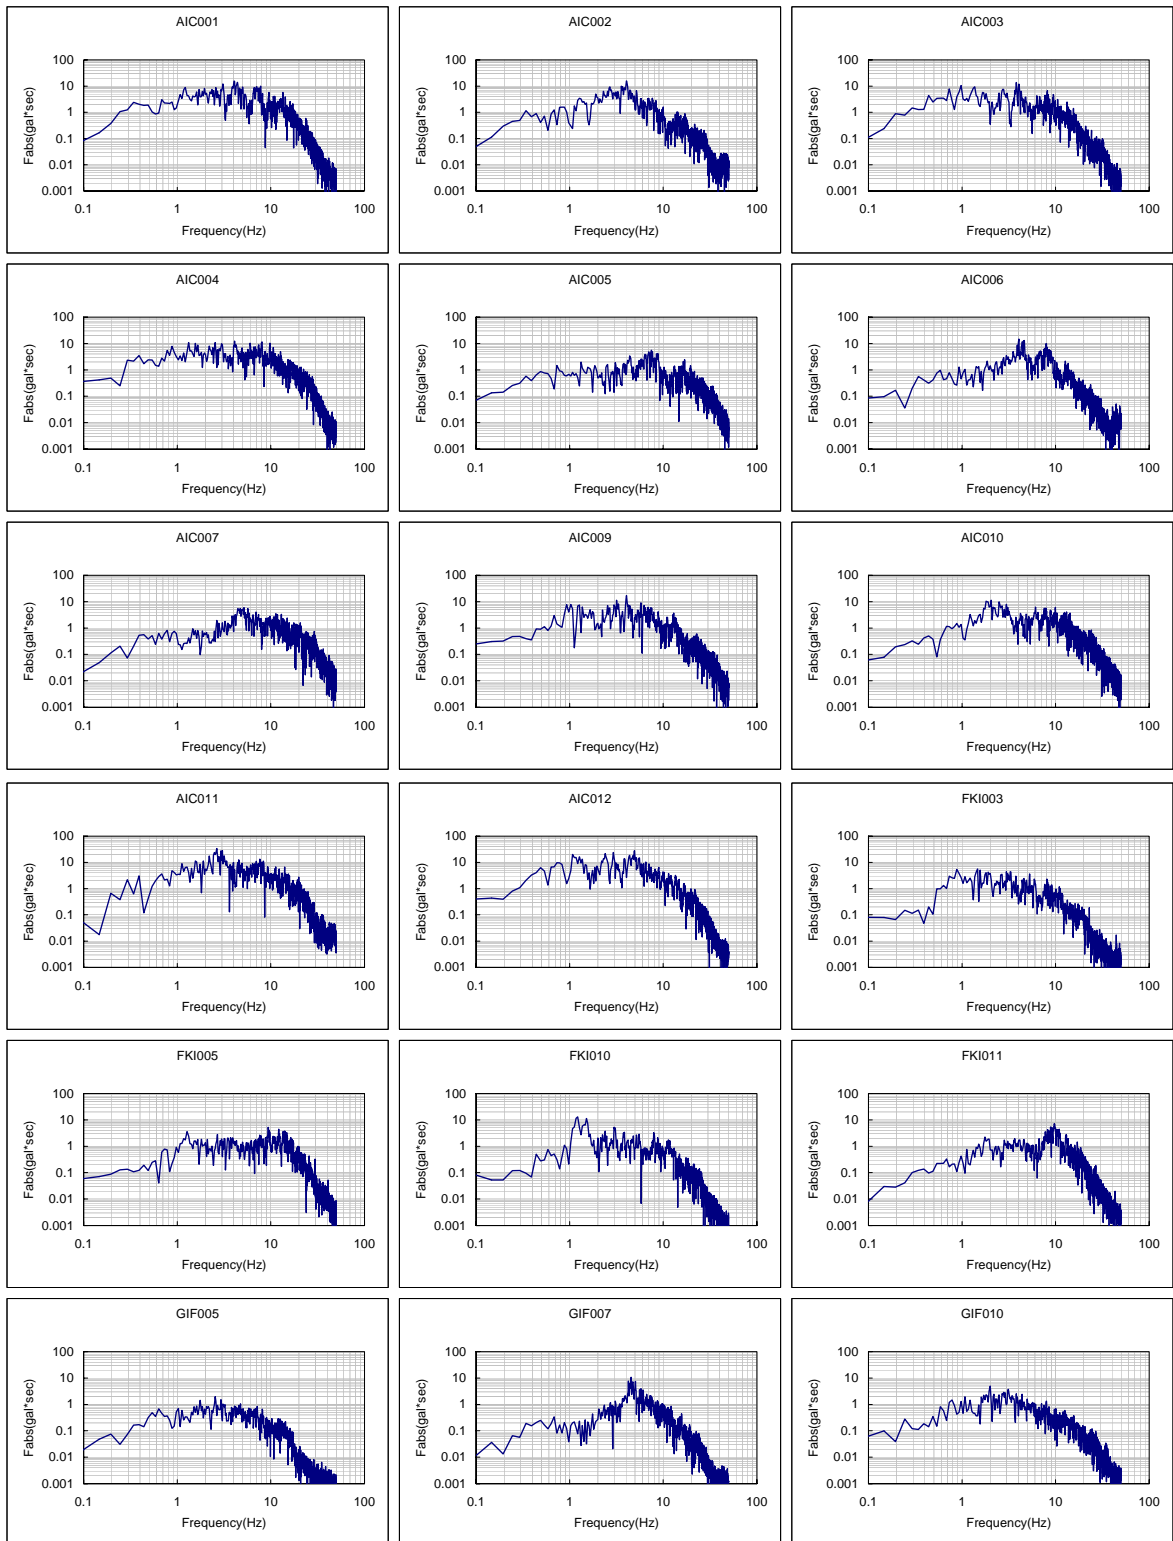 AIC001 AIC002 AIC003
100 100 100
10 10 10
1 1 1
0.1 0.1 0.1
0.01 0.01 0.01
0.001 0.001 0.001
Fabs(gal*sec) Fabs(gal*sec) Fabs(gal*sec)
0.1 1 10 100 0.1 1 10 100 0.1 1 10 100
Frequency(Hz) Frequency(Hz) Frequency(Hz)
AIC004 AIC005 AIC006
100 100 100
10 10 10
1 1 1
0.1 0.1 0.1
0.01 0.01 0.01
0.001 0.001 0.001
Fabs(gal*sec) Fabs(gal*sec) Fabs(gal*sec)
0.1 1 10 100 0.1 1 10 100 0.1 1 10 100
Frequency(Hz) Frequency(Hz) Frequency(Hz)
AIC007 AIC009 AIC010
100 100 100
10 10 10
1 1 1
0.1 0.1 0.1
0.01 0.01 0.01
0.001 0.001 0.001
Fabs(gal*sec) Fabs(gal*sec) Fabs(gal*sec)
0.1 1 10 100 0.1 1 10 100 0.1 1 10 100
Frequency(Hz) Frequency(Hz) Frequency(Hz)
AIC011 AIC012 FKI003
100 100 100
10 10 10
1 1 1
0.1 0.1 0.1
0.01 0.01 0.01
0.001 0.001 0.001
Fabs(gal*sec) Fabs(gal*sec) Fabs(gal*sec)
0.1 1 10 100 0.1 1 10 100 0.1 1 10 100
Frequency(Hz) Frequency(Hz) Frequency(Hz)
FKI005 FKI010 FKI011
100 100 100
10 10 10
1 1 1
0.1 0.1 0.1
0.01 0.01 0.01
0.001 0.001 0.001
Fabs(gal*sec) Fabs(gal*sec) Fabs(gal*sec)
0.1 1 10 100 0.1 1 10 100 0.1 1 10 100
Frequency(Hz) Frequency(Hz) Frequency(Hz)
GIF005 GIF007 GIF010
100 100 100
10 10 10
1 1 1
0.1 0.1 0.1
0.01 0.01 0.01
0.001 0.001 0.001
Fabs(gal*sec) Fabs(gal*sec) Fabs(gal*sec)
0.1 1 10 100 0.1 1 10 100 0.1 1 10 100
Frequency(Hz) Frequency(Hz) Frequency(Hz)